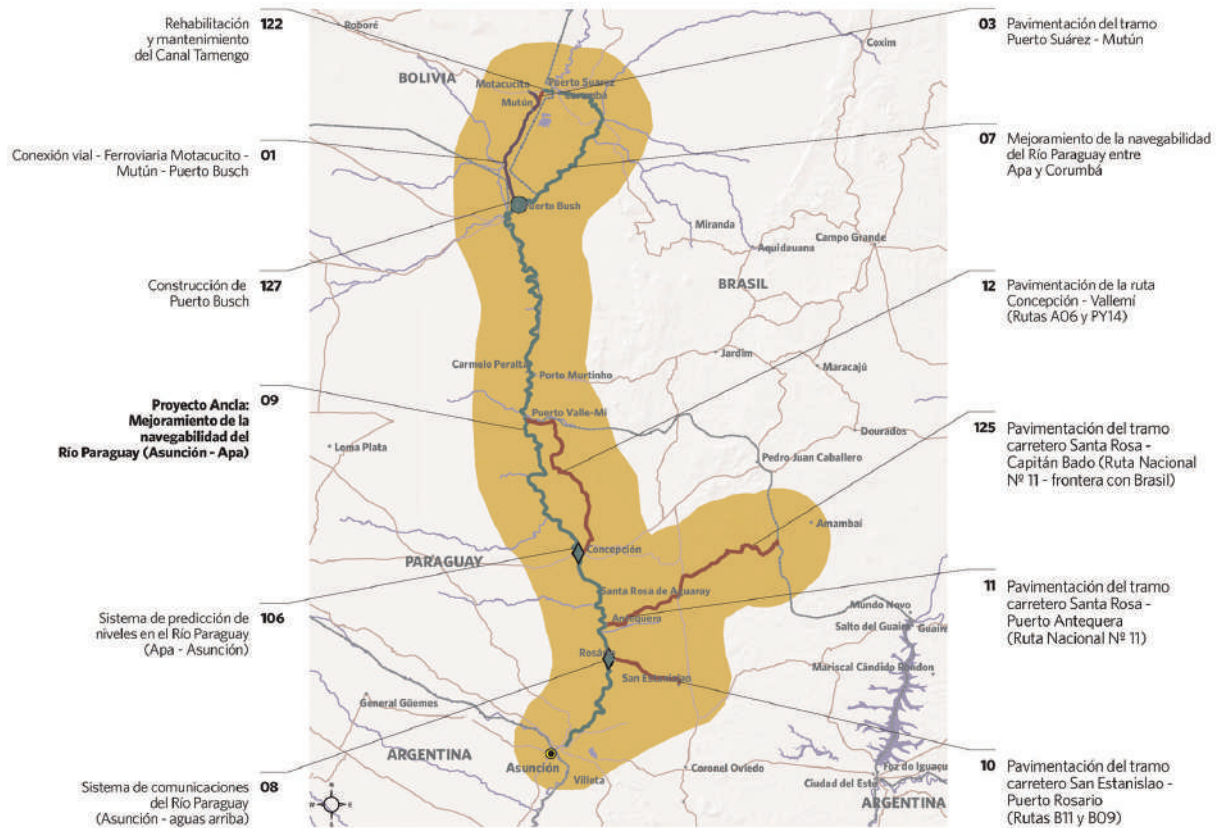 Rehabilitación 122
y mantenimiento
del Canal Tamengo
Conexión vial - Ferroviaria Motacucito - 01
Mutún - Puerto Busch
Construcción de 127
Puerto Busch
Proyecto Ancla: 09
Mejoramiento de la
navegabilidad del
Río Paraguay (Asunción - Apa)
Sistema de predicción de 106
niveles en el Río Paraguay
(Apa - Asunción)
Sistema de comunicaciones 08
del Río Paraguay
(Asunción - aguas arriba)
Roboré
Coxim
BOLIVIA
Motacucito
Puerto Suarez
Corumbá
Mutún
Puerto Bush
Miranda
Aquidauana
Campo Grande
BRASIL
Jardim
Maracajú
Carmelo Peralta
Porto Murtinho
Puerto Valle-Mi
Dourados
Loma Plata
Pedro Juan Caballero
Amambaí
Concepción
PARAGUAY
Santa Rosa de Aguaray
Antequera
Mundo Novo
Salto del Guaira
Guaira
Rosário
San Estanislao
Mariscal Cândido Rondon
General Güemes
ARGENTINA
Asunción
Villeta
Coronel Oviedo
Foz do Iguaçu
Ciudad del Este
ARGENTINA
N
W
E
S
03 Pavimentación del tramo
Puerto Suárez - Mutún
07 Mejoramiento de la navegabilidad
del Río Paraguay entre
Apa y Corumbá
12 Pavimentación de la ruta
Concepción - Vallemí
(Rutas A06 y PY14)
125 Pavimentación del tramo
carretero Santa Rosa -
Capitán Bado (Ruta Nacional
Nº 11 - frontera con Brasil)
11 Pavimentación del tramo
carretero Santa Rosa -
Puerto Antequera
(Ruta Nacional Nº 11)
10 Pavimentación del tramo
carretero San Estanislao -
Puerto Rosario
(Rutas B11 y B09)